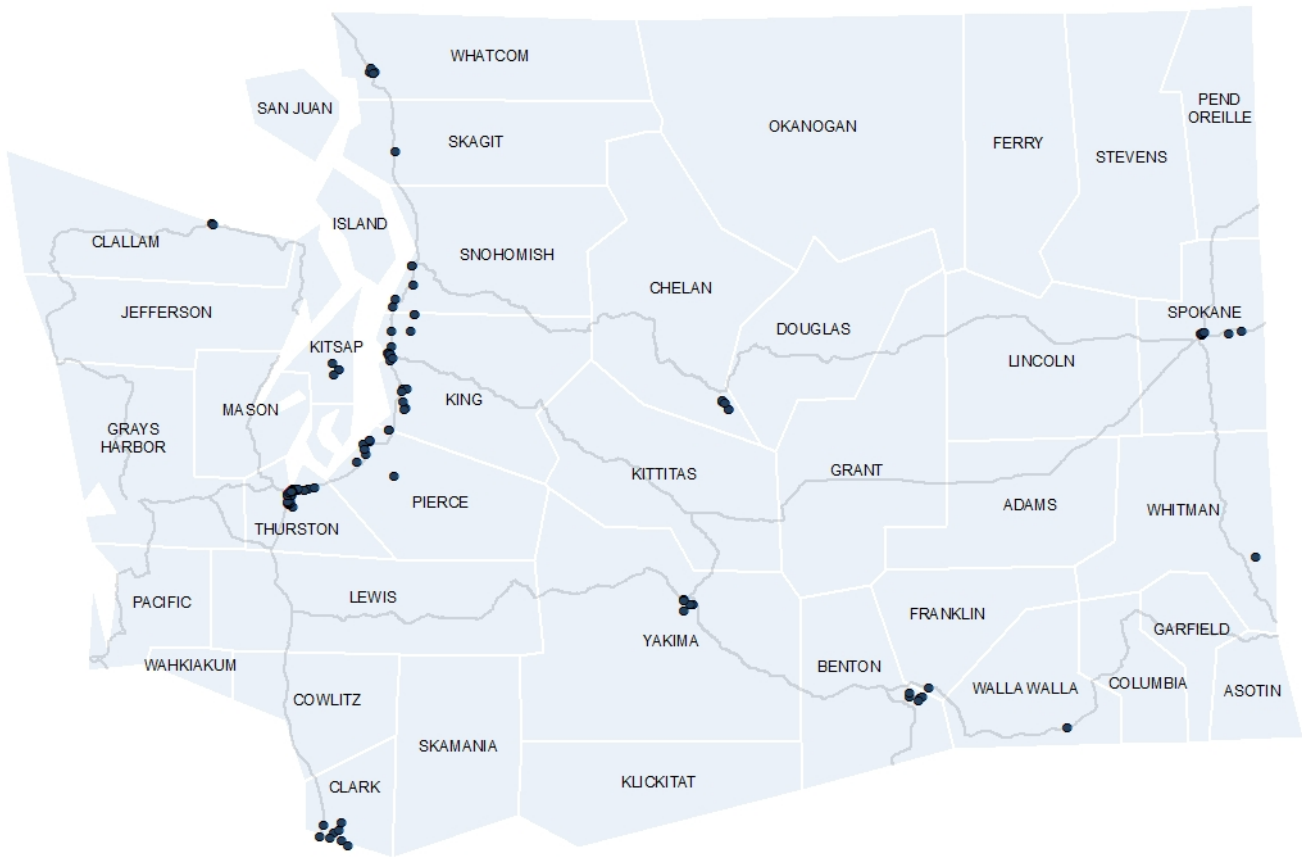 WHATCOM
SAN JUAN
SKAGIT
OKANOGAN
FERRY
STEVENS
PEND
OREILLE
CLALLAM
ISLAND
SNOHOMISH
CHELAN
JEFFERSON
DOUGLAS
SPOKANE
KITSAP
LINCOLN
MASON
KING
GRAYS
HARBOR
KITTITAS
GRANT
PIERCE
ADAMS
WHITMAN
THURSTON
LEWIS
PACIFIC
YAKIMA
FRANKLIN
GARFIELD
WAHKIAKUM
BENTON
WALLA WALLA
COLUMBIA
ASOTIN
COWLITZ
SKAMANIA
CLARK
KLICKITAT